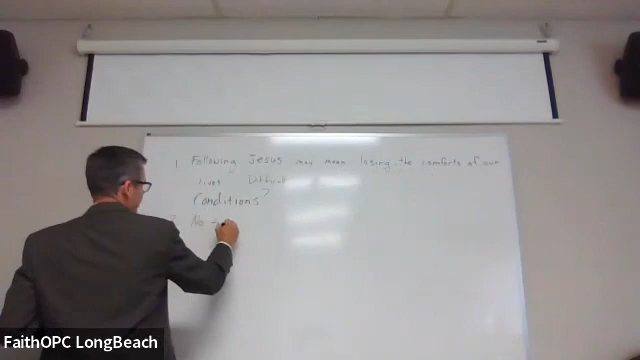 1. Following Jesus may mean losing the comforts of our
lives without
Conditions?
2. No
FaithOPC LongBeach